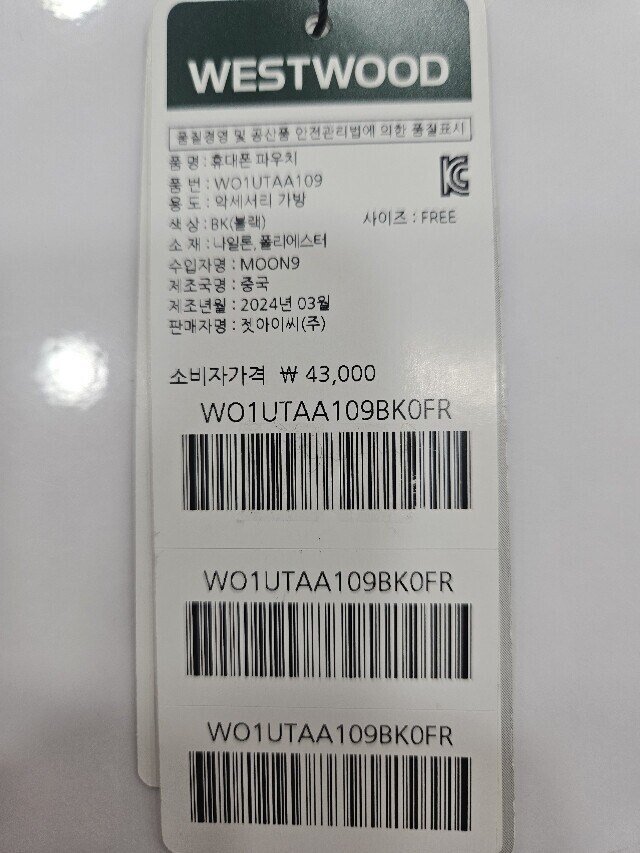 WESTWOOD
품질경영 및 공산품 안전관리법에 의한 품질표시
품 명 : 휴대폰 파우치
품 번 : WO1UTAA109
용 도 : 악세서리 가방
색 상 : BK(블랙) 사이즈 : FREE
소 재 : 나일론, 폴리에스터
수입자명 : MOON9
제조국명 : 중국
제조년월 : 2024년 03월
판매자명 : 젯아이씨(주)
소비자가격 ₩ 43,000
WO1UTAA109BK0FR
WO1UTAA109BK0FR
WO1UTAA109BK0FR